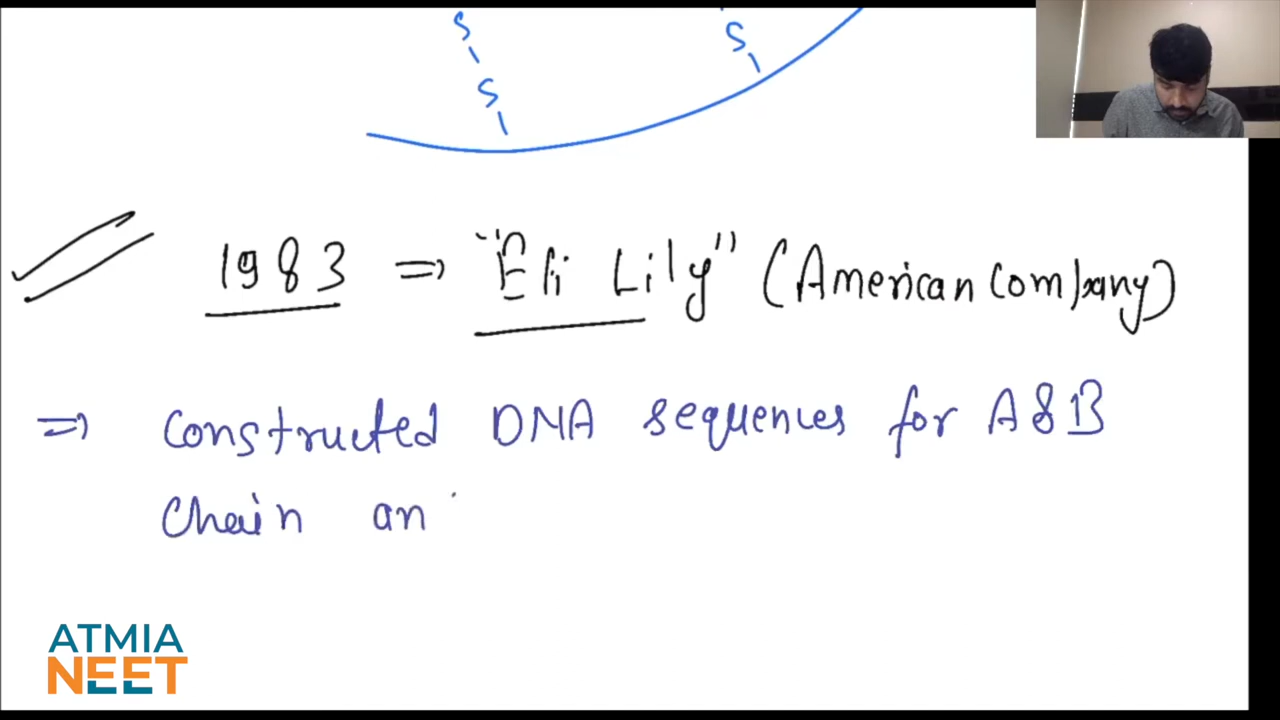 S
S
S
1983 ⇒ "Eli Lily" (American Company)
⇒ Constructed DNA sequences for A & B
Chain an
ATMIA
NEET